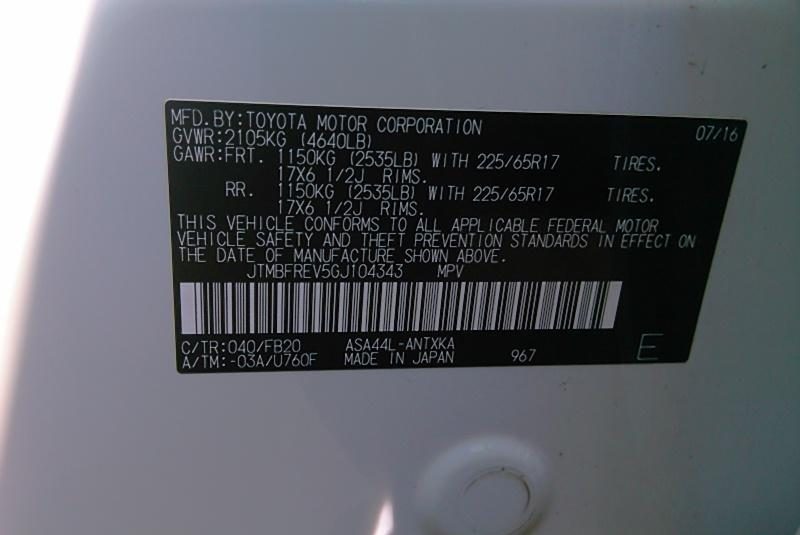 MFD.BY:TOYOTA MOTOR CORPORATION 07/16
GVWR:2105KG (4640LB)
GAWR:FRT. 1150KG (2535LB) WITH 225/65R17 TIRES.
17X6 1/2J RIMS.
RR. 1150KG (2535LB) WITH 225/65R17 TIRES.
17X6 1/2J RIMS.
THIS VEHICLE CONFORMS TO ALL APPLICABLE FEDERAL MOTOR
VEHICLE SAFETY AND THEFT PREVENTION STANDARDS IN EFFECT ON
THE DATE OF MANUFACTURE SHOWN ABOVE.
JTMBFREV5GJ104343 MPV
C/TR:040/FB20 ASA44L-ANTXKA
A/TM:-03A/U760F MADE IN JAPAN 967 E